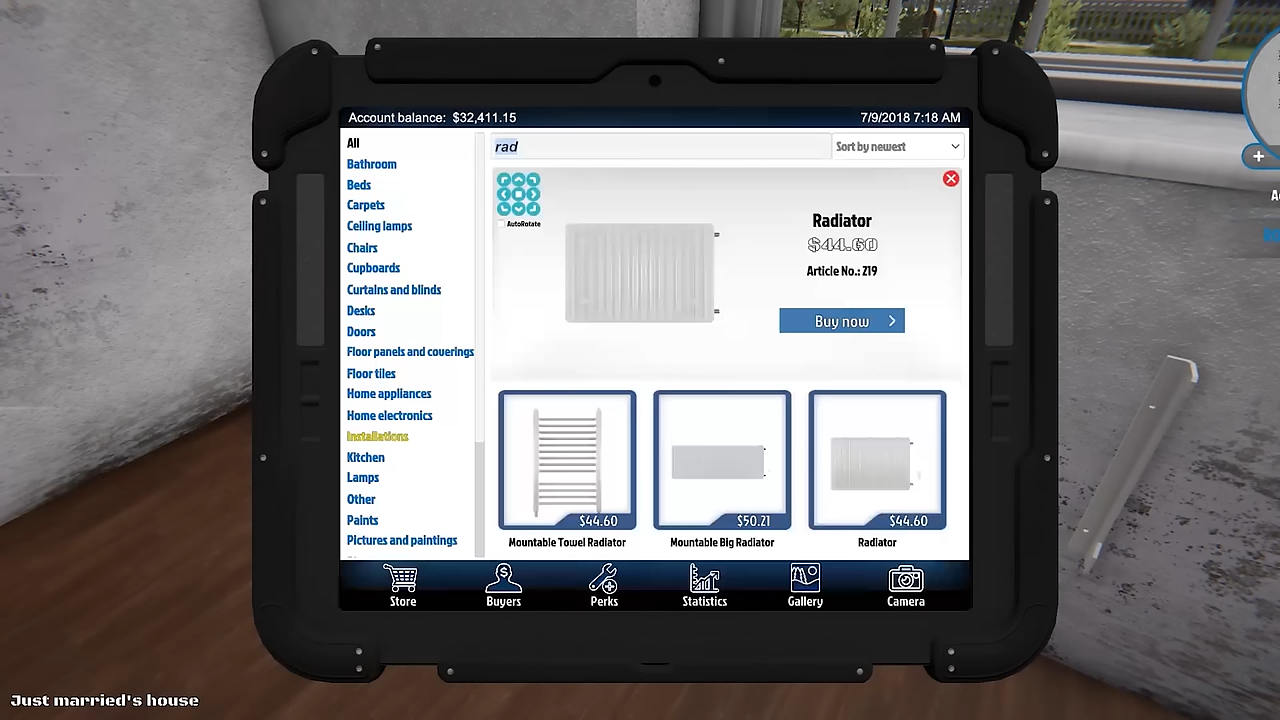 Account balance: $32,411.15
7/9/2018 7:18 AM
All
Bathroom
Beds
Carpets
Ceiling lamps
Chairs
Cupboards
Curtains and blinds
Desks
Doors
Floor panels and coverings
Floor tiles
Home appliances
Home electronics
Installations
Kitchen
Lamps
Other
Paints
Pictures and paintings
rad
Sort by newest
AutoRotate
Radiator
$44.60
Article No.: Z19
Buy now
$44.60
$50.21
$44.60
Mountable Towel Radiator
Mountable Big Radiator
Radiator
Store
Buyers
Perks
Statistics
Gallery
Camera
Just married's house